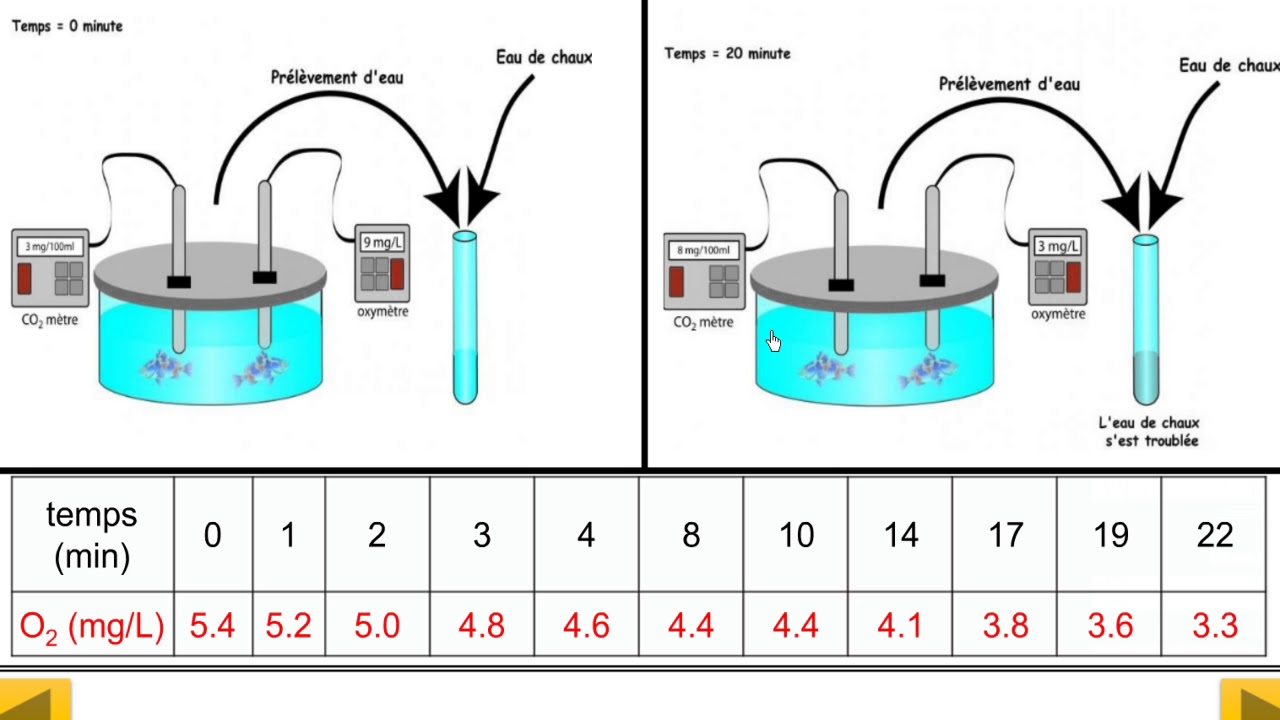 Temps = 0 minute
Eau de chaux
Prélèvement d'eau
3 mg/100ml
9 mg/L
CO₂ mètre
oxymètre
Temps = 20 minute
Eau de chaux
Prélèvement d'eau
8 mg/100ml
3 mg/L
CO₂ mètre
oxymètre
L'eau de chaux
s'est troublée
temps (min) 0 1 2 3 4 8 10 14 17 19 22
O₂ (mg/L) 5.4 5.2 5.0 4.8 4.6 4.4 4.4 4.1 3.8 3.6 3.3